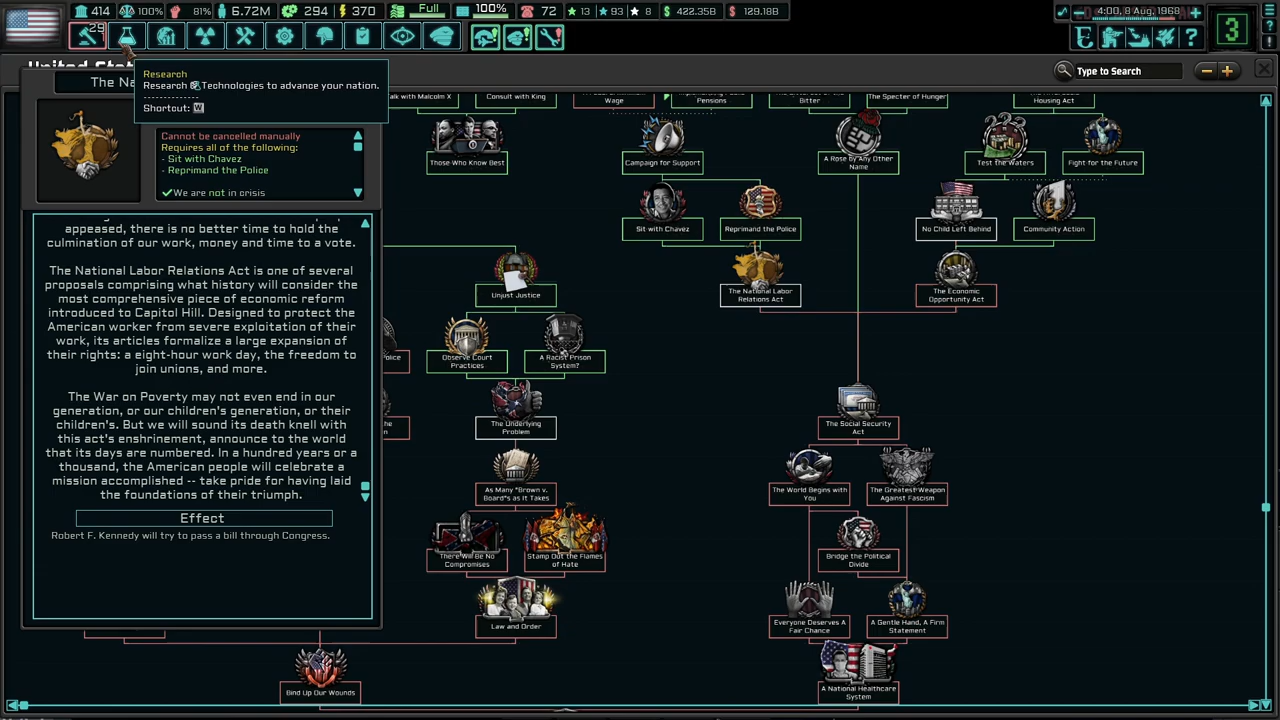 414 100% 81% 6.72M 294 370 Full 100% 72 13 93 8 $ 422.35B $ 129.18B
4:00, 8 Aug, 1968
3
29
Type to Search
The Na
Research
Research Technologies to advance your nation.
Shortcut: W
Cannot be cancelled manually
Requires all of the following:
- Sit with Chavez
Reprimand the Police
We are not in crisis
appeased, there is no better time to hold the
culmination of our work, money and time to a vote.
The National Labor Relations Act is one of several
proposals comprising what history will consider the
most comprehensive piece of economic reform
introduced to Capitol Hill. Designed to protect the
American worker from severe exploitation of their
work, its articles formalize a large expansion of
their rights: a eight-hour work day, the freedom to
join unions, and more.
The War on Poverty may not even end in our
generation, or our children's generation, or their
children's. But we will sound its death knell with
this act's enshrinement, announce to the world
that its days are numbered. In a hundred years or a
thousand, the American people will celebrate a
mission accomplished -- take pride for having laid
the foundations of their triumph.
Effect
Robert F. Kennedy will try to pass a bill through Congress.
alk with Malcolm X
Consult with King
Wage
Pensions
Bitter
The Specter of Hunger
Housing Act
Those Who Know Best
Campaign for Support
A Rose by Any Other
Name
Test the Waters
Fight for the Future
Sit with Chavez
Reprimand the Police
No Child Left Behind
Community Action
Unjust Justice
The National Labor
Relations Act
The Economic
Opportunity Act
olice
Observe Court
Practices
A Racist Prison
System?
The Underlying
Problem
The Social Security
Act
As Many "Brown v.
Board"s as It Takes
The World Begins with
You
The Greatest Weapon
Against Fascism
There Will Be No
Compromises
Stamp Out the Flames
of Hate
Bridge the Political
Divide
Law and Order
Everyone Deserves A
Fair Chance
A Gentle Hand, A Firm
Statement
Bind Up Our Wounds
A National Healthcare
System